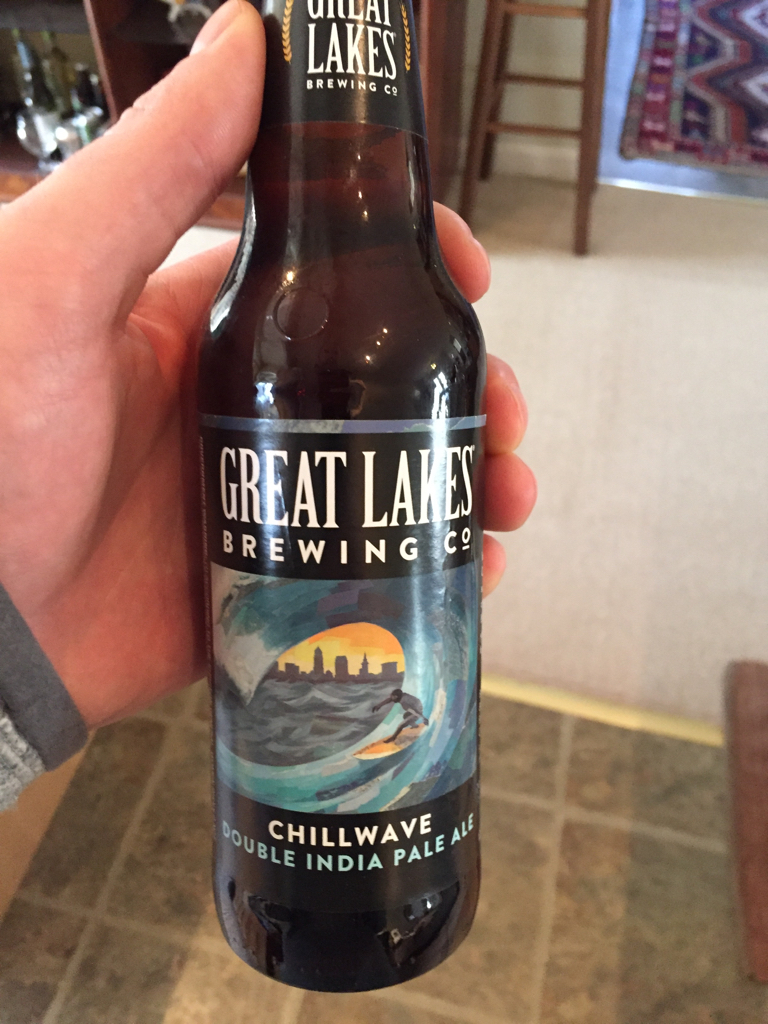 GREAT
LAKES
BREWING Cº
GREAT LAKES
BREWING Cº
CHILLWAVE
DOUBLE INDIA PALE ALE